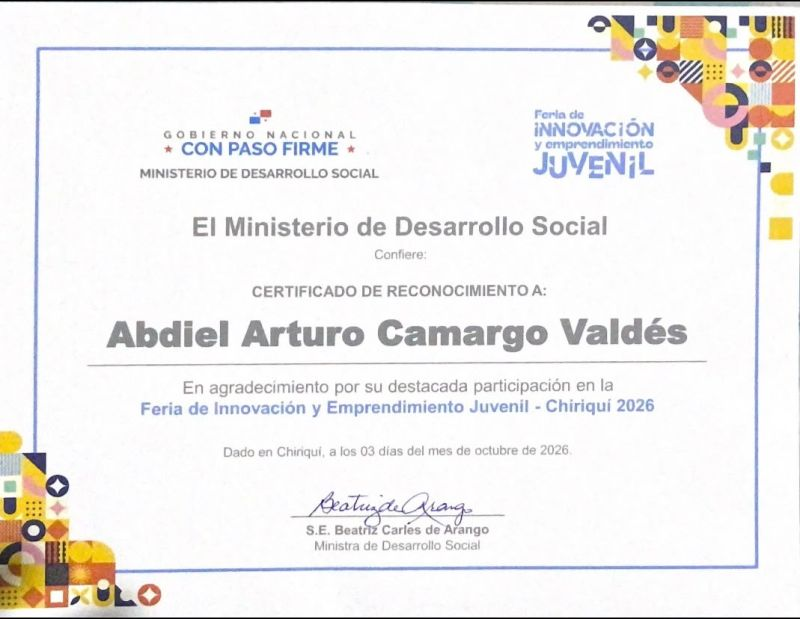 GOBIERNO NACIONAL
CON PASO FIRME
MINISTERIO DE DESARROLLO SOCIAL
Feria de
INNOVACIÓN
y emprendimiento
JUVENIL
El Ministerio de Desarrollo Social
Confiere:
CERTIFICADO DE RECONOCIMIENTO A:
Abdiel Arturo Camargo Valdés
En agradecimiento por su destacada participación en la
Feria de Innovación y Emprendimiento Juvenil - Chiriquí 2026
Dado en Chiriquí, a los 03 días del mes de octubre de 2026.
Beatriz de Arango
S.E. Beatriz Carles de Arango
Ministra de Desarrollo Social